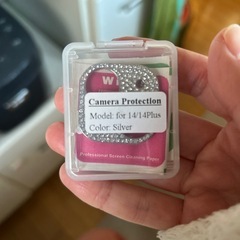 W
Camera Protection
Model: for 14/14Plus
Color: Silver
Professional Screen Cleaning Paper